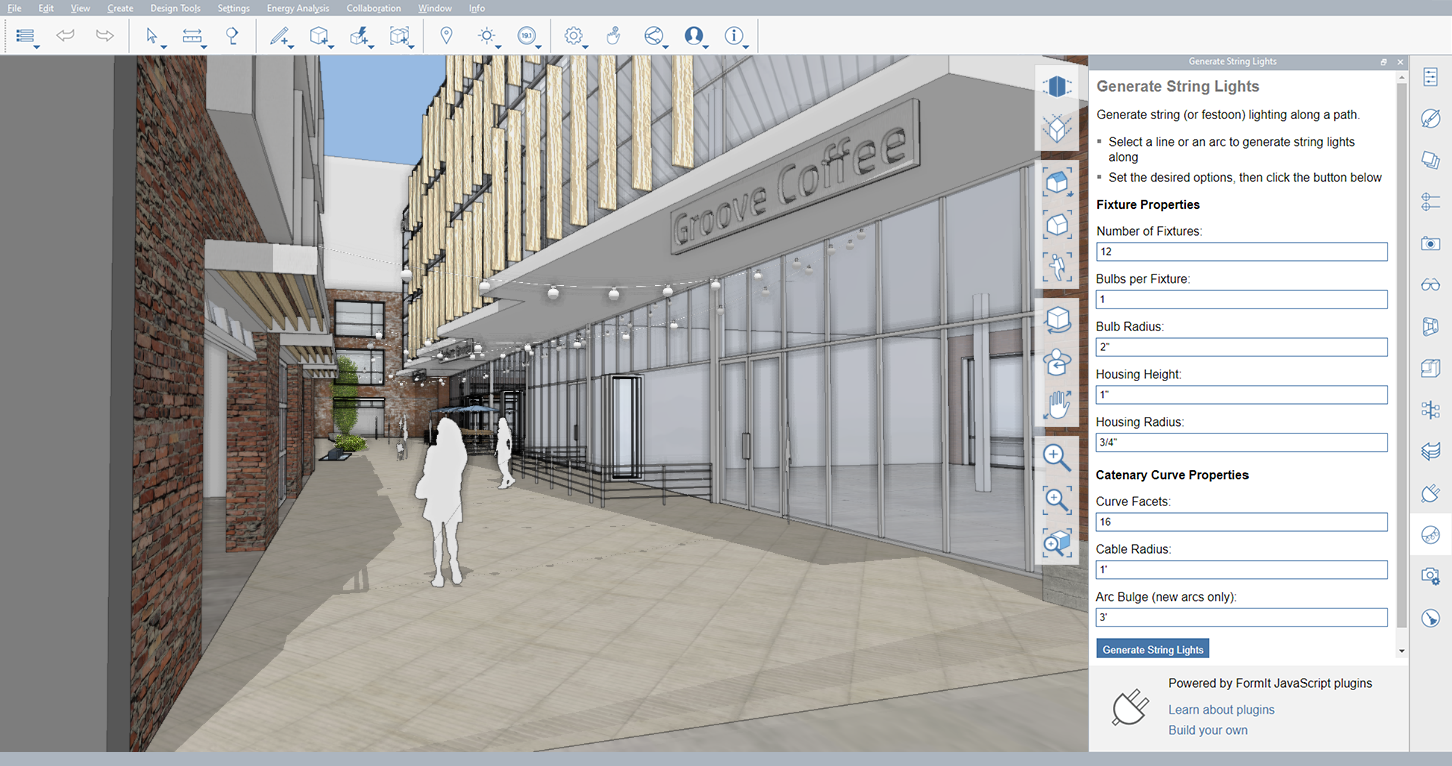 File Edit View Create Design Tools Settings Energy Analysis Collaboration Window Info
19.1
Generate String Lights
Generate String Lights
Generate string (or festoon) lighting along a path.
Select a line or an arc to generate string lights
along
Set the desired options, then click the button below
Fixture Properties
Number of Fixtures:
12
Bulbs per Fixture:
1
Bulb Radius:
2"
Housing Height:
1"
Housing Radius:
3/4"
Catenary Curve Properties
Curve Facets:
16
Cable Radius:
1'
Arc Bulge (new arcs only):
3'
Generate String Lights
Powered by FormIt JavaScript plugins
Learn about plugins
Build your own
Groove Coffee